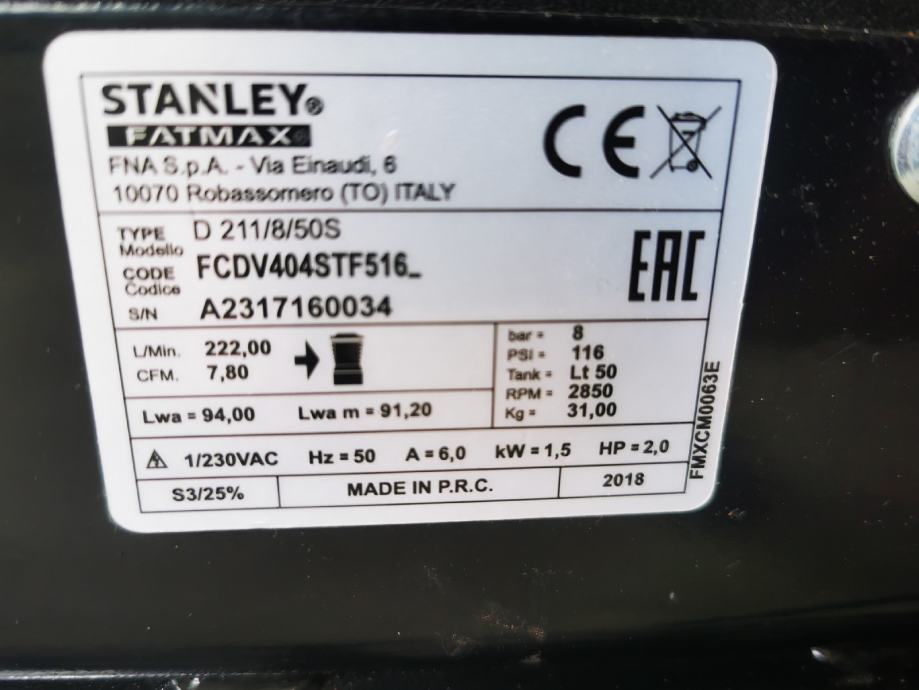 STANLEY®
FATMAX®
FNA S.p.A. - Via Einaudi, 6
10070 Robassomero (TO) ITALY
CE
TYPE D 211/8/50S
Modello
CODE FCDV404STF516_
Codice
S/N A2317160034
EAC
L/Min. 222,00
CFM. 7,80
Lwa = 94,00 Lwa m = 91,20
bar = 8
PSI = 116
Tank = Lt 50
RPM = 2850
Kg = 31,00
FMXCM0063E
1/230VAC Hz = 50 A = 6,0 kW = 1,5 HP = 2,0
S3/25% MADE IN P.R.C. 2018